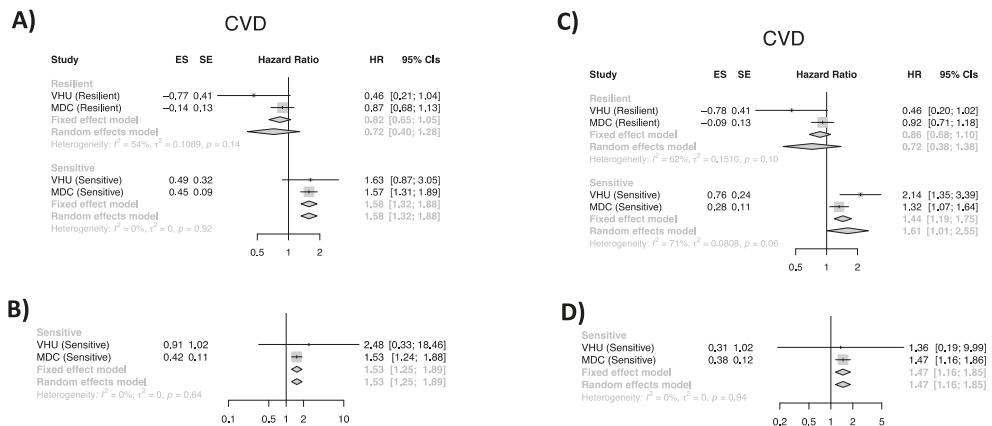 A)
CVD
Study ES SE Hazard Ratio HR 95% CIs
Resilient
VHU (Resilient) −0.77 0.41 0.46 [0.21; 1.04]
MDC (Resilient) −0.14 0.13 0.87 [0.68; 1.13]
Fixed effect model 0.82 [0.65; 1.05]
Random effects model 0.72 [0.40; 1.28]
Heterogeneity: I² = 54%, τ² = 0.1089, p = 0.14
Sensitive
VHU (Sensitive) 0.49 0.32 1.63 [0.87; 3.05]
MDC (Sensitive) 0.45 0.09 1.57 [1.31; 1.89]
Fixed effect model 1.58 [1.32; 1.88]
Random effects model 1.58 [1.32; 1.88]
Heterogeneity: I² = 0%, τ² = 0, p = 0.92
0.5 1 2
B)
Sensitive
VHU (Sensitive) 0.91 1.02 2.48 [0.33; 18.46]
MDC (Sensitive) 0.42 0.11 1.53 [1.24; 1.88]
Fixed effect model 1.53 [1.25; 1.89]
Random effects model 1.53 [1.25; 1.89]
Heterogeneity: I² = 0%, τ² = 0, p = 0.64
0.1 0.5 1 2 10
C)
CVD
Study ES SE Hazard Ratio HR 95% CIs
Resilient
VHU (Resilient) −0.78 0.41 0.46 [0.20; 1.02]
MDC (Resilient) −0.09 0.13 0.92 [0.71; 1.18]
Fixed effect model 0.86 [0.68; 1.10]
Random effects model 0.72 [0.38; 1.38]
Heterogeneity: I² = 62%, τ² = 0.1510, p = 0.10
Sensitive
VHU (Sensitive) 0.76 0.24 2.14 [1.35; 3.39]
MDC (Sensitive) 0.28 0.11 1.32 [1.07; 1.64]
Fixed effect model 1.44 [1.19; 1.75]
Random effects model 1.61 [1.01; 2.55]
Heterogeneity: I² = 71%, τ² = 0.0808, p = 0.06
0.5 1 2
D)
Sensitive
VHU (Sensitive) 0.31 1.02 1.36 [0.19; 9.99]
MDC (Sensitive) 0.38 0.12 1.47 [1.16; 1.86]
Fixed effect model 1.47 [1.16; 1.85]
Random effects model 1.47 [1.16; 1.85]
Heterogeneity: I² = 0%, τ² = 0, p = 0.94
0.2 0.5 1 2 5